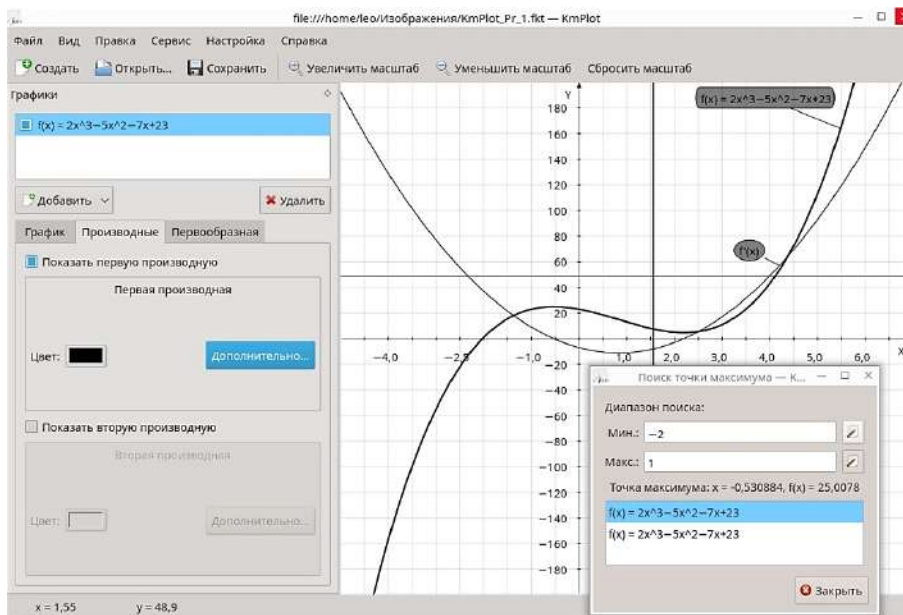 file:///home/leo/Изображения/KmPlot_Pr_1.fkt — KmPlot
Файл Вид Правка Сервис Настройка Справка
Создать Открыть... Сохранить Увеличить масштаб Уменьшить масштаб Сбросить масштаб
Графики
f(x) = 2x^3−5x^2−7x+23
Добавить Удалить
График Производные Первообразная
Показать первую производную
Первая производная
Цвет: Дополнительно...
Показать вторую производную
Вторая производная
Цвет: Дополнительно...
x = 1,55 y = 48,9
Y
180
160
140
120
100
80
60
40
20
−20
−40
−60
−80
−100
−120
−140
−160
−180
−4,0 −2,5 −1,0 1,0 2,0 3,0 4,0 5,0 6,0 X
f(x) = 2x^3−5x^2−7x+23
f'(x)
Поиск точки максимума — K...
Диапазон поиска:
Мин.: −2
Макс.: 1
Точка максимума: x = -0,530884, f(x) = 25,0078
f(x) = 2x^3−5x^2−7x+23
f(x) = 2x^3−5x^2−7x+23
Закрыть